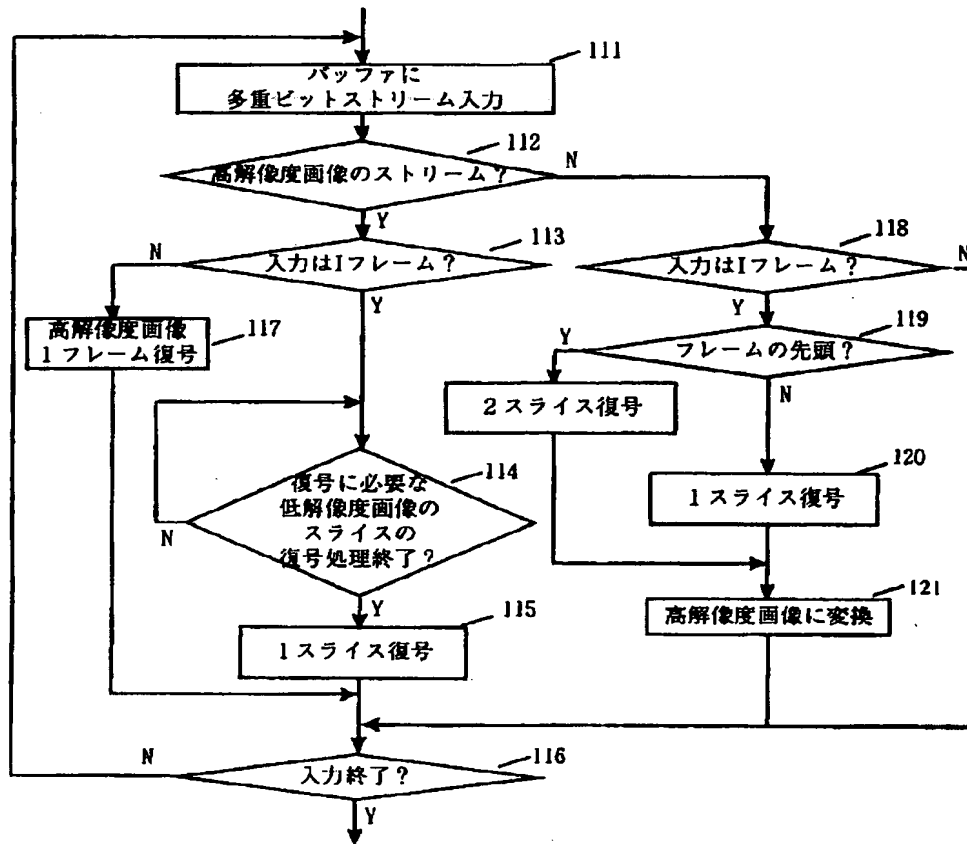 111
バッファに
多重ビットストリーム入力
112
高解像度画像のストリーム?
N
Y
113
N
入力はIフレーム?
Y
118
入力はIフレーム?
N
Y
117
高解像度画像
1フレーム復号
119
Y
フレームの先頭?
N
2スライス復号
114
復号に必要な
低解像度画像の
スライスの
復号処理終了?
N
Y
120
1スライス復号
121
高解像度画像に変換
115
1スライス復号
116
N
入力終了?
Y